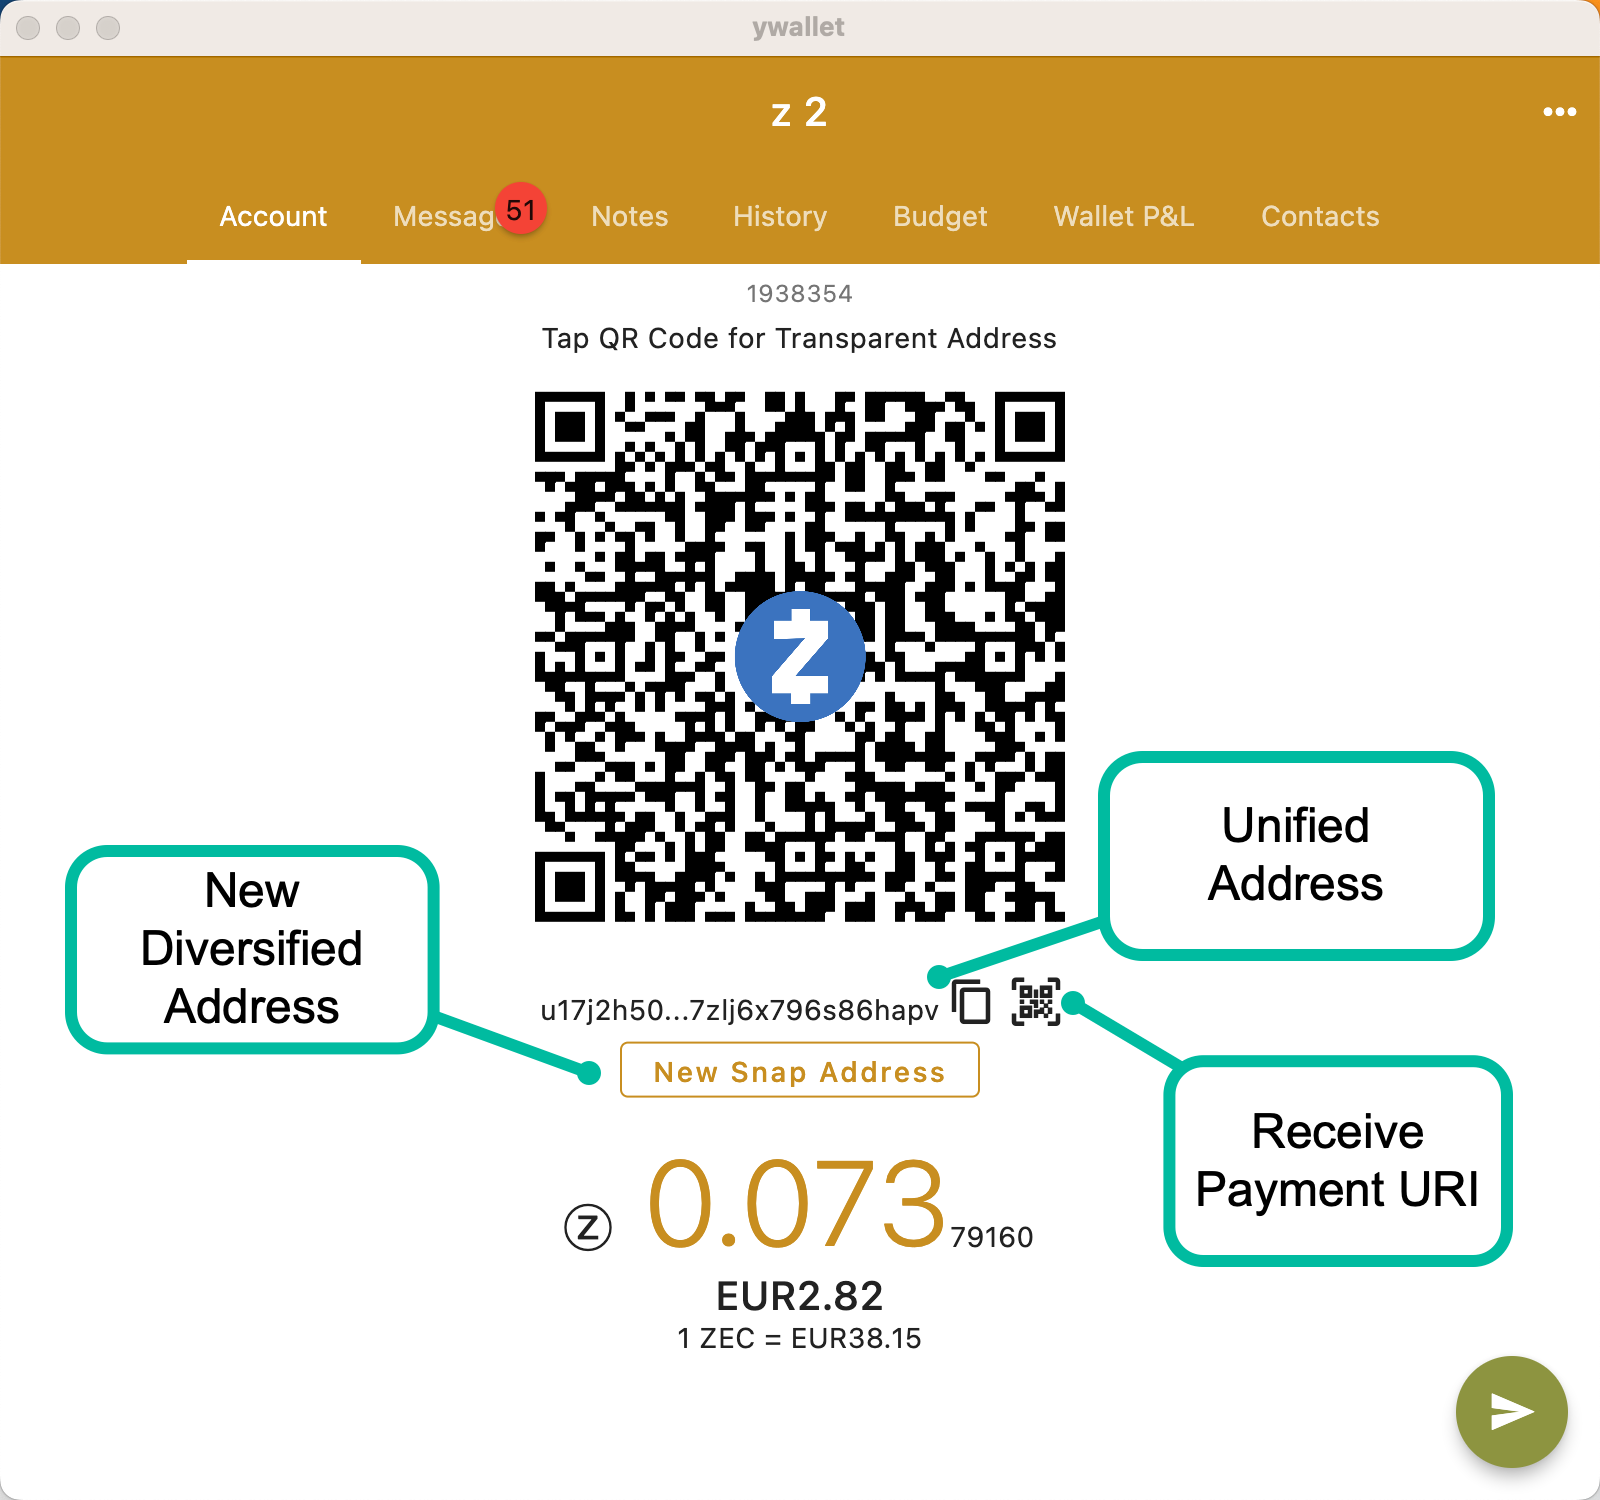 ywallet
z 2
Account Messag 51 Notes History Budget Wallet P&L Contacts
1938354
Tap QR Code for Transparent Address
Unified
Address
New
Diversified
Address
u17j2h50...7zlj6x796s86hapv
New Snap Address
Receive
Payment URI
0.073 79160
EUR2.82
1 ZEC = EUR38.15